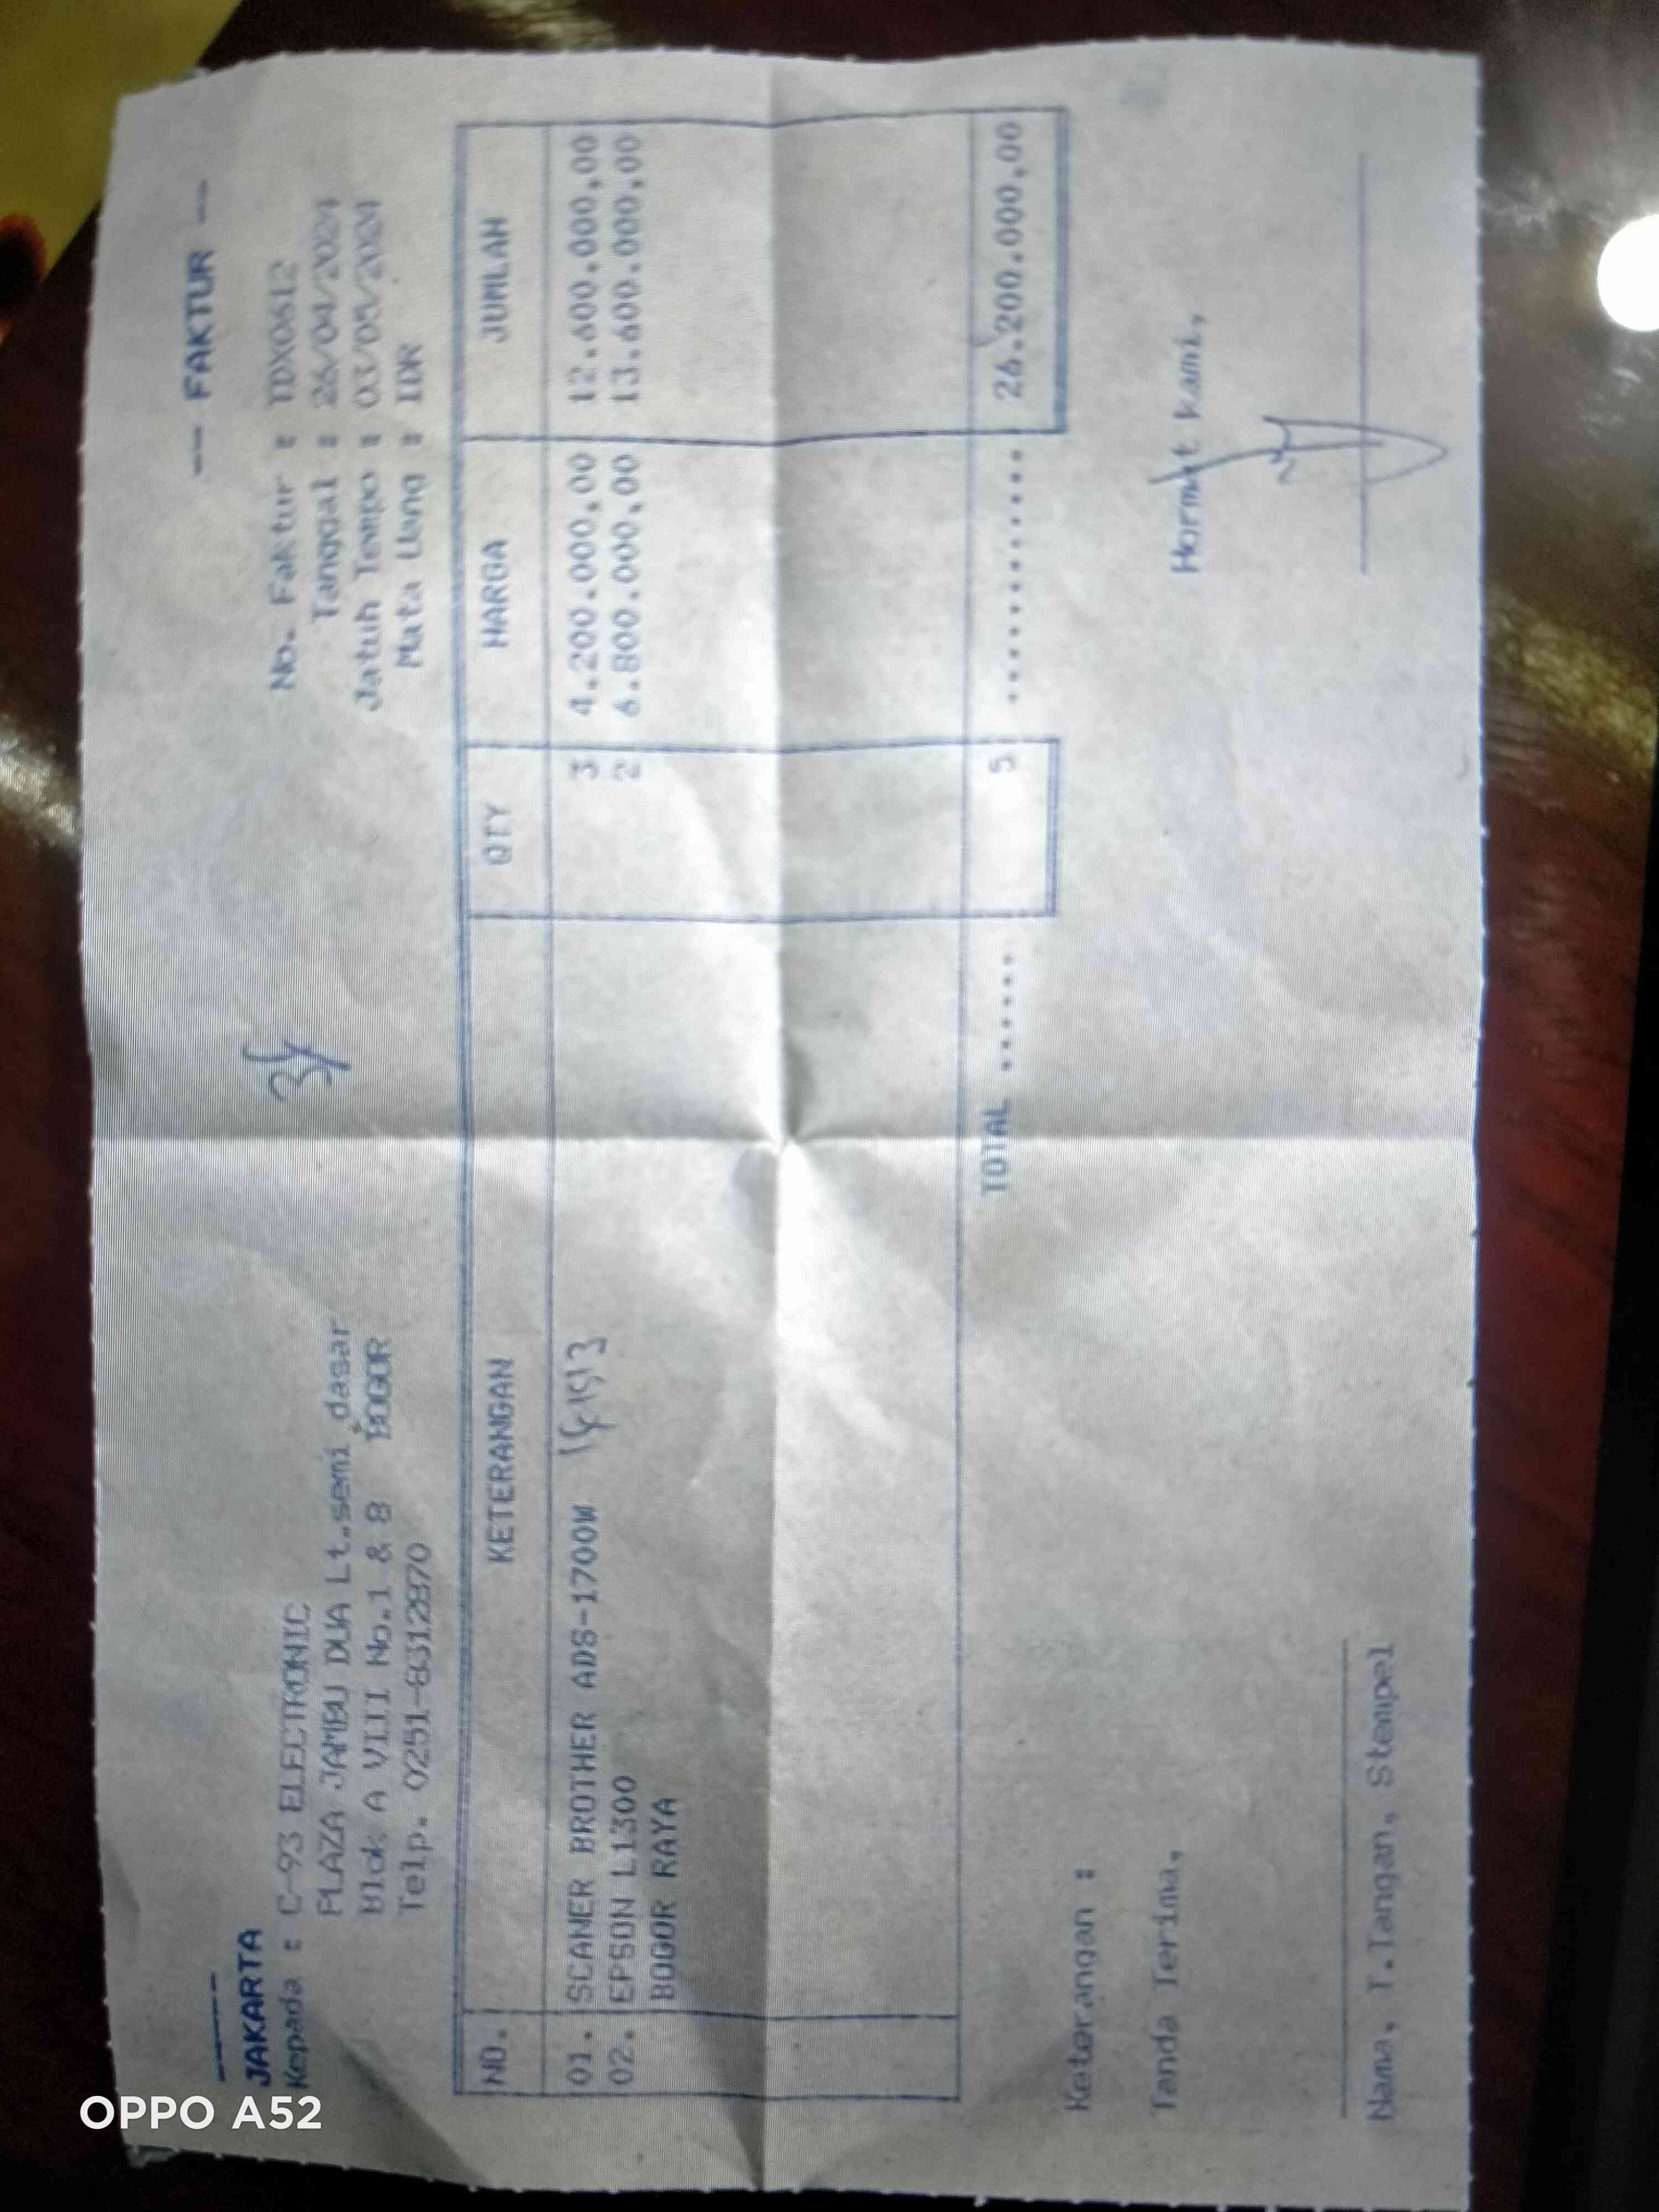 -- FAKTUR --
-----
JAKARTA
Kepada : C-93 ELECTRONIC
PLAZA JAMBU DUA Lt.semi dasar
Blok A VIII No.1 & 8 BOGOR
Telp. 0251-8312870
No. Faktur : IDX0612
Tanggal : 26/04/2024
Jatuh Tempo : 03/05/2024
Mata Uang : IDR
NO. KETERANGAN QTY HARGA JUMLAH
01. SCANER BROTHER ADS-1700W 3 4.200.000,00 12.600.000,00
02. EPSON L1300 2 6.800.000,00 13.600.000,00
BOGOR RAYA
TOTAL ...... 5 ............ 26.200.000,00
Keterangan :
Tanda Terima, Hormat kami,
Nama, T.Tangan, Stempel
OPPO A52